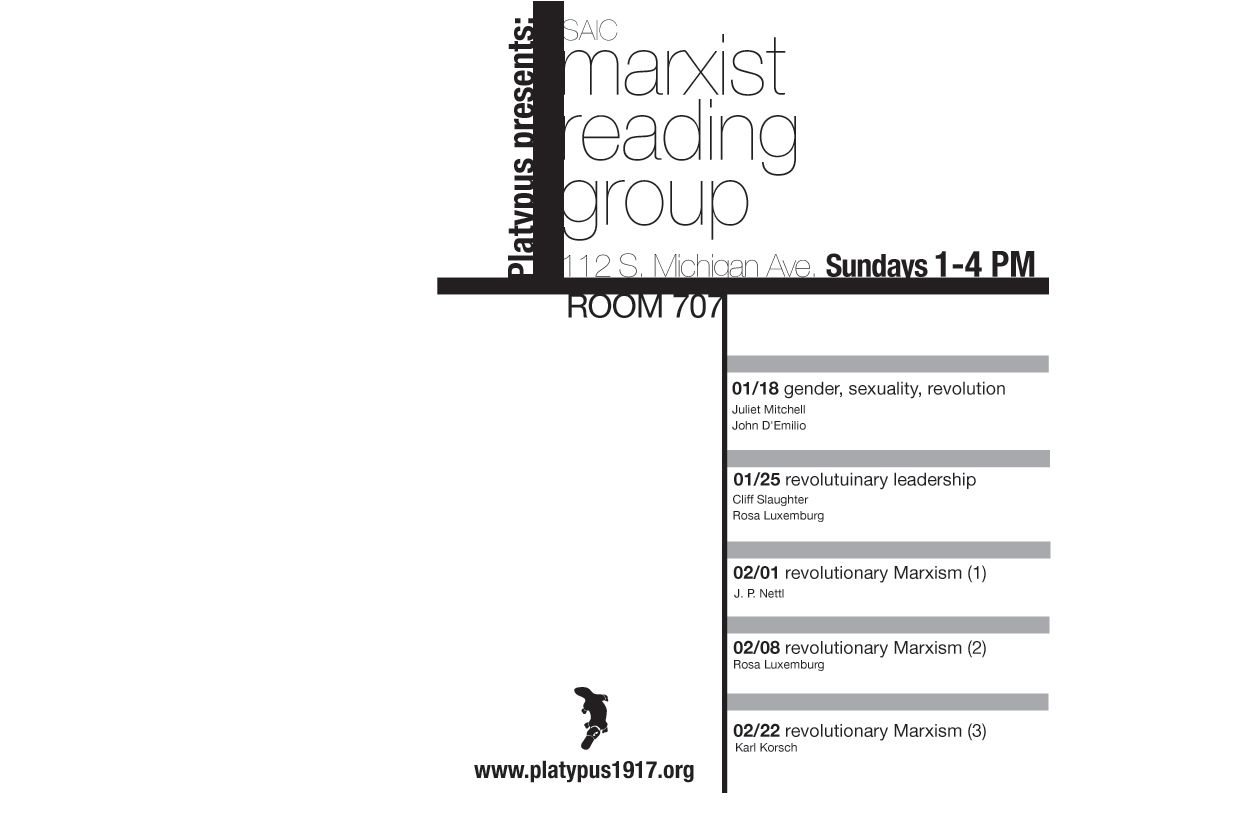 Platypus presents:
SAIC
marxist
reading
group
112 S. Michigan Ave. Sundays 1-4 PM
ROOM 707
01/18 gender, sexuality, revolution
Juliet Mitchell
John D'Emilio
01/25 revolutuinary leadership
Cliff Slaughter
Rosa Luxemburg
02/01 revolutionary Marxism (1)
J. P. Nettl
02/08 revolutionary Marxism (2)
Rosa Luxemburg
02/22 revolutionary Marxism (3)
Karl Korsch
www.platypus1917.org